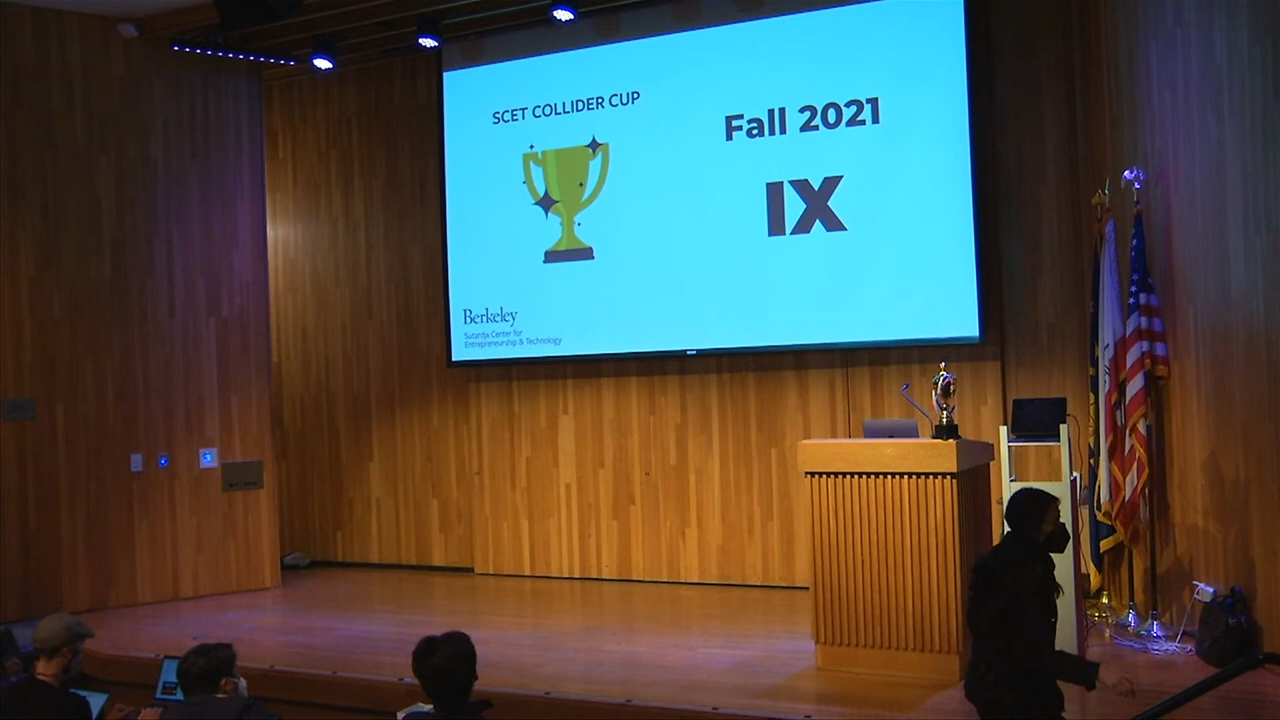 SCET COLLIDER CUP
Fall 2021
IX
Berkeley
Sutardja Center for
Entrepreneurship & Technology